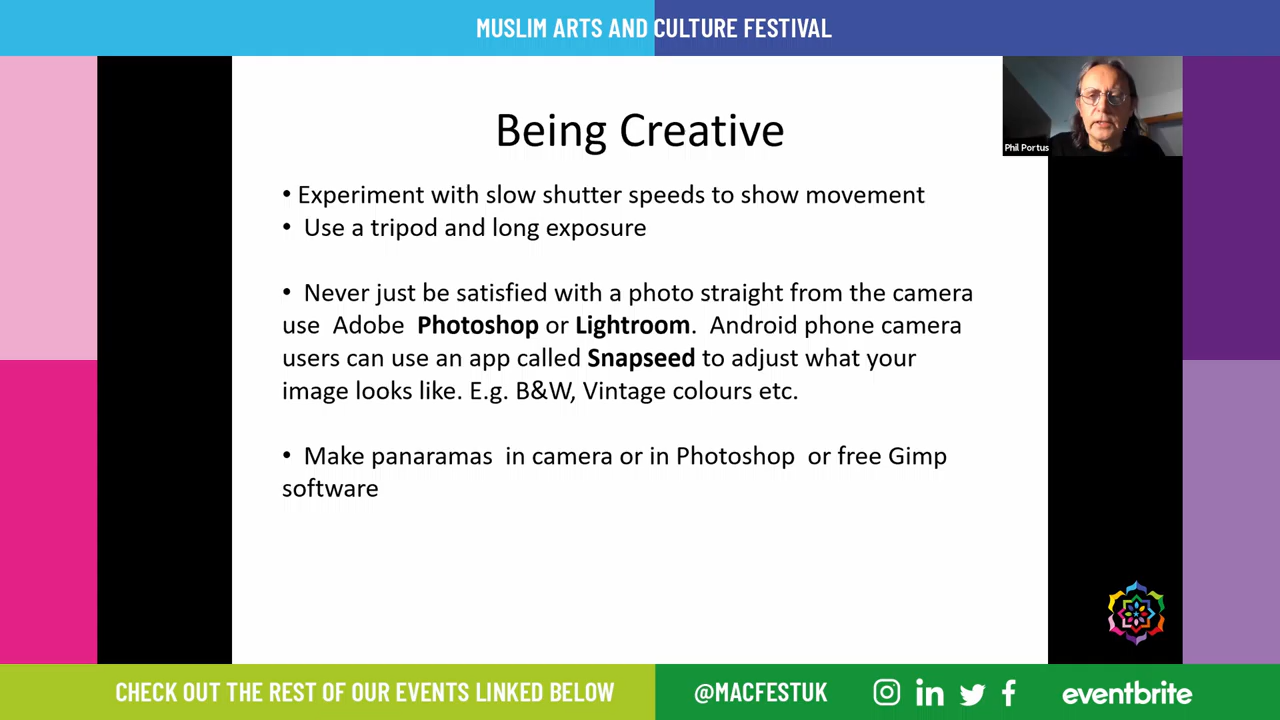 MUSLIM ARTS AND CULTURE FESTIVAL
Phil Portus
Being Creative
• Experiment with slow shutter speeds to show movement
• Use a tripod and long exposure
• Never just be satisfied with a photo straight from the camera
use Adobe Photoshop or Lightroom. Android phone camera
users can use an app called Snapseed to adjust what your
image looks like. E.g. B&W, Vintage colours etc.
• Make panaramas in camera or in Photoshop or free Gimp
software
CHECK OUT THE REST OF OUR EVENTS LINKED BELOW
@MACFESTUK
eventbrite